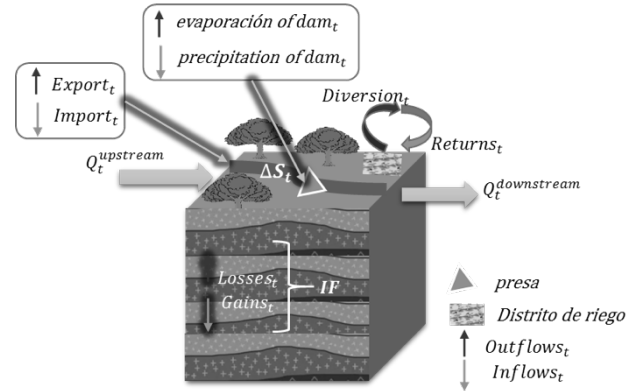 evaporación of dam_t
precipitation of dam_t
Export_t
Import_t
Diversion_t
Returns_t
Q_t^upstream
ΔS_t
Q_t^downstream
Losses_t
Gains_t
IF
presa
Distrito de riego
Outflows_t
Inflows_t